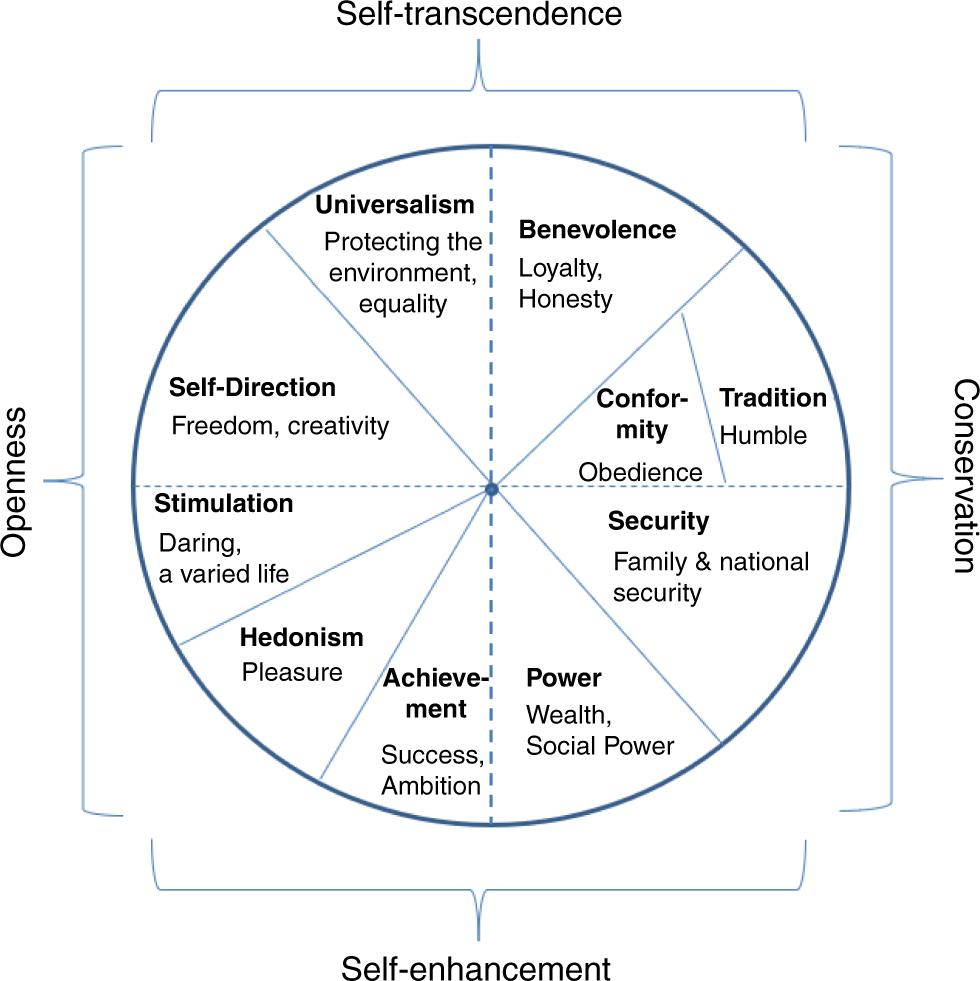 Self-transcendence
Universalism
Protecting the
environment,
equality
Benevolence
Loyalty,
Honesty
Self-Direction
Freedom, creativity
Confor-
mity
Obedience
Tradition
Humble
Openness
Conservation
Stimulation
Daring,
a varied life
Security
Family & national
security
Hedonism
Pleasure
Achieve-
ment
Success,
Ambition
Power
Wealth,
Social Power
Self-enhancement